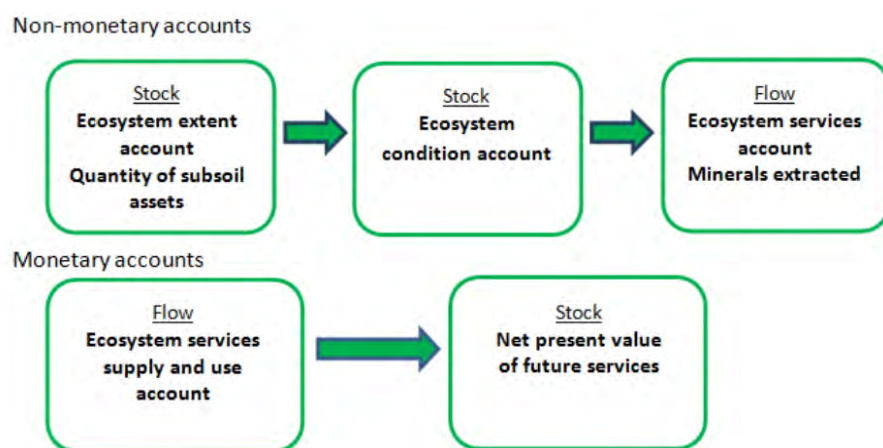 Non-monetary accounts
Stock
Ecosystem extent
account
Quantity of subsoil
assets
Stock
Ecosystem
condition account
Flow
Ecosystem services
account
Minerals extracted
Monetary accounts
Flow
Ecosystem services
supply and use
account
Stock
Net present value
of future services